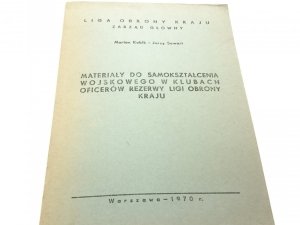 LIGA OBRONY KRAJU
ZARZĄD GŁÓWNY
Marian Kubik - Jerzy
MATERIAŁY DO SAMOKSZTAŁCENIA
WOJSKOWEGO W KLUBACH
OFICERÓW REZERWY LIGI OBRONY
KRAJU
Warszawa - 1970 r.